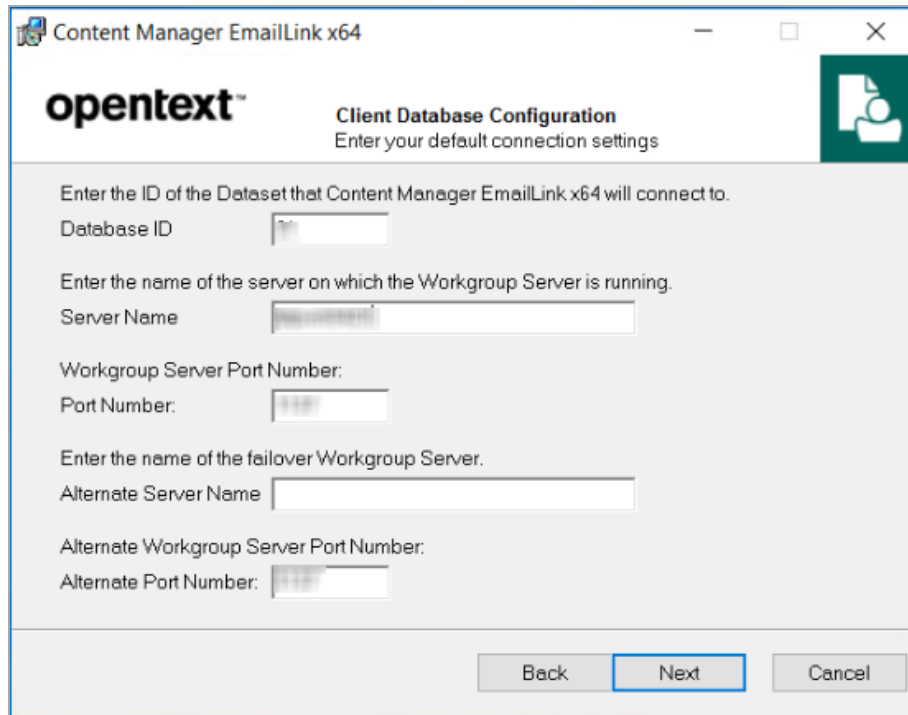 Content Manager EmailLink x64
opentext™
Client Database Configuration
Enter your default connection settings
Enter the ID of the Dataset that Content Manager EmailLink x64 will connect to.
Database ID
Enter the name of the server on which the Workgroup Server is running.
Server Name
Workgroup Server Port Number:
Port Number:
Enter the name of the failover Workgroup Server.
Alternate Server Name
Alternate Workgroup Server Port Number:
Alternate Port Number:
Back Next Cancel